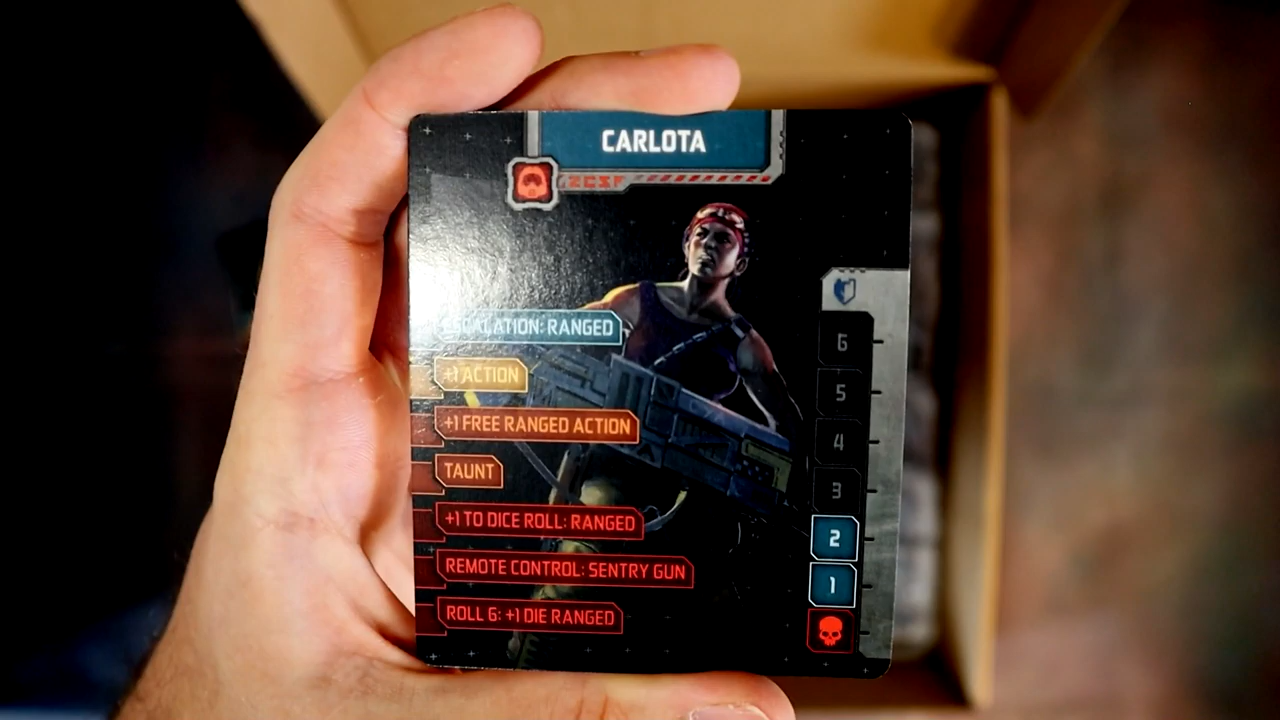 CARLOTA
ESCALATION: RANGED
+1 ACTION
+1 FREE RANGED ACTION
TAUNT
+1 TO DICE ROLL: RANGED
REMOTE CONTROL: SENTRY GUN
ROLL 6: +1 DIE RANGED
6
5
4
3
2
1